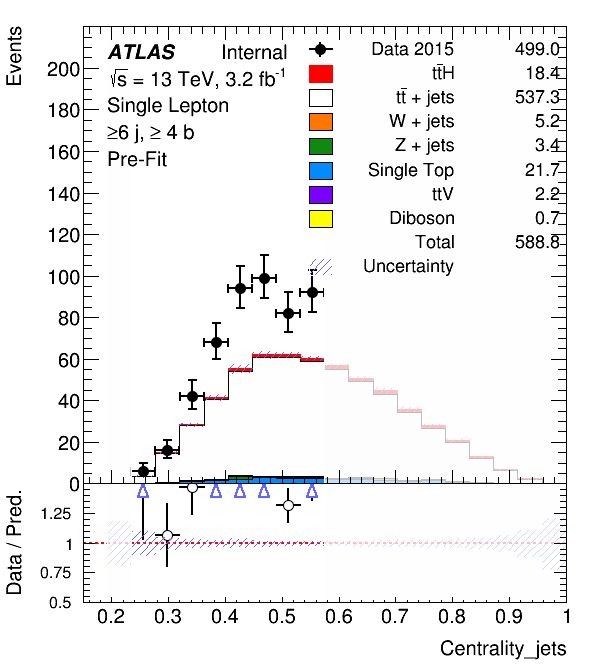 Events
ATLAS Internal
√s = 13 TeV, 3.2 fb⁻¹
Single Lepton
≥6 j, ≥ 4 b
Pre-Fit
Data 2015 499.0
tt̄H 18.4
tt̄ + jets 537.3
W + jets 5.2
Z + jets 3.4
Single Top 21.7
ttV 2.2
Diboson 0.7
Total 588.8
Uncertainty
200
180
160
140
120
100
80
60
40
20
0
Data / Pred.
1.25
1
0.75
0.5
0.2 0.3 0.4 0.5 0.6 0.7 0.8 0.9 1
Centrality_jets